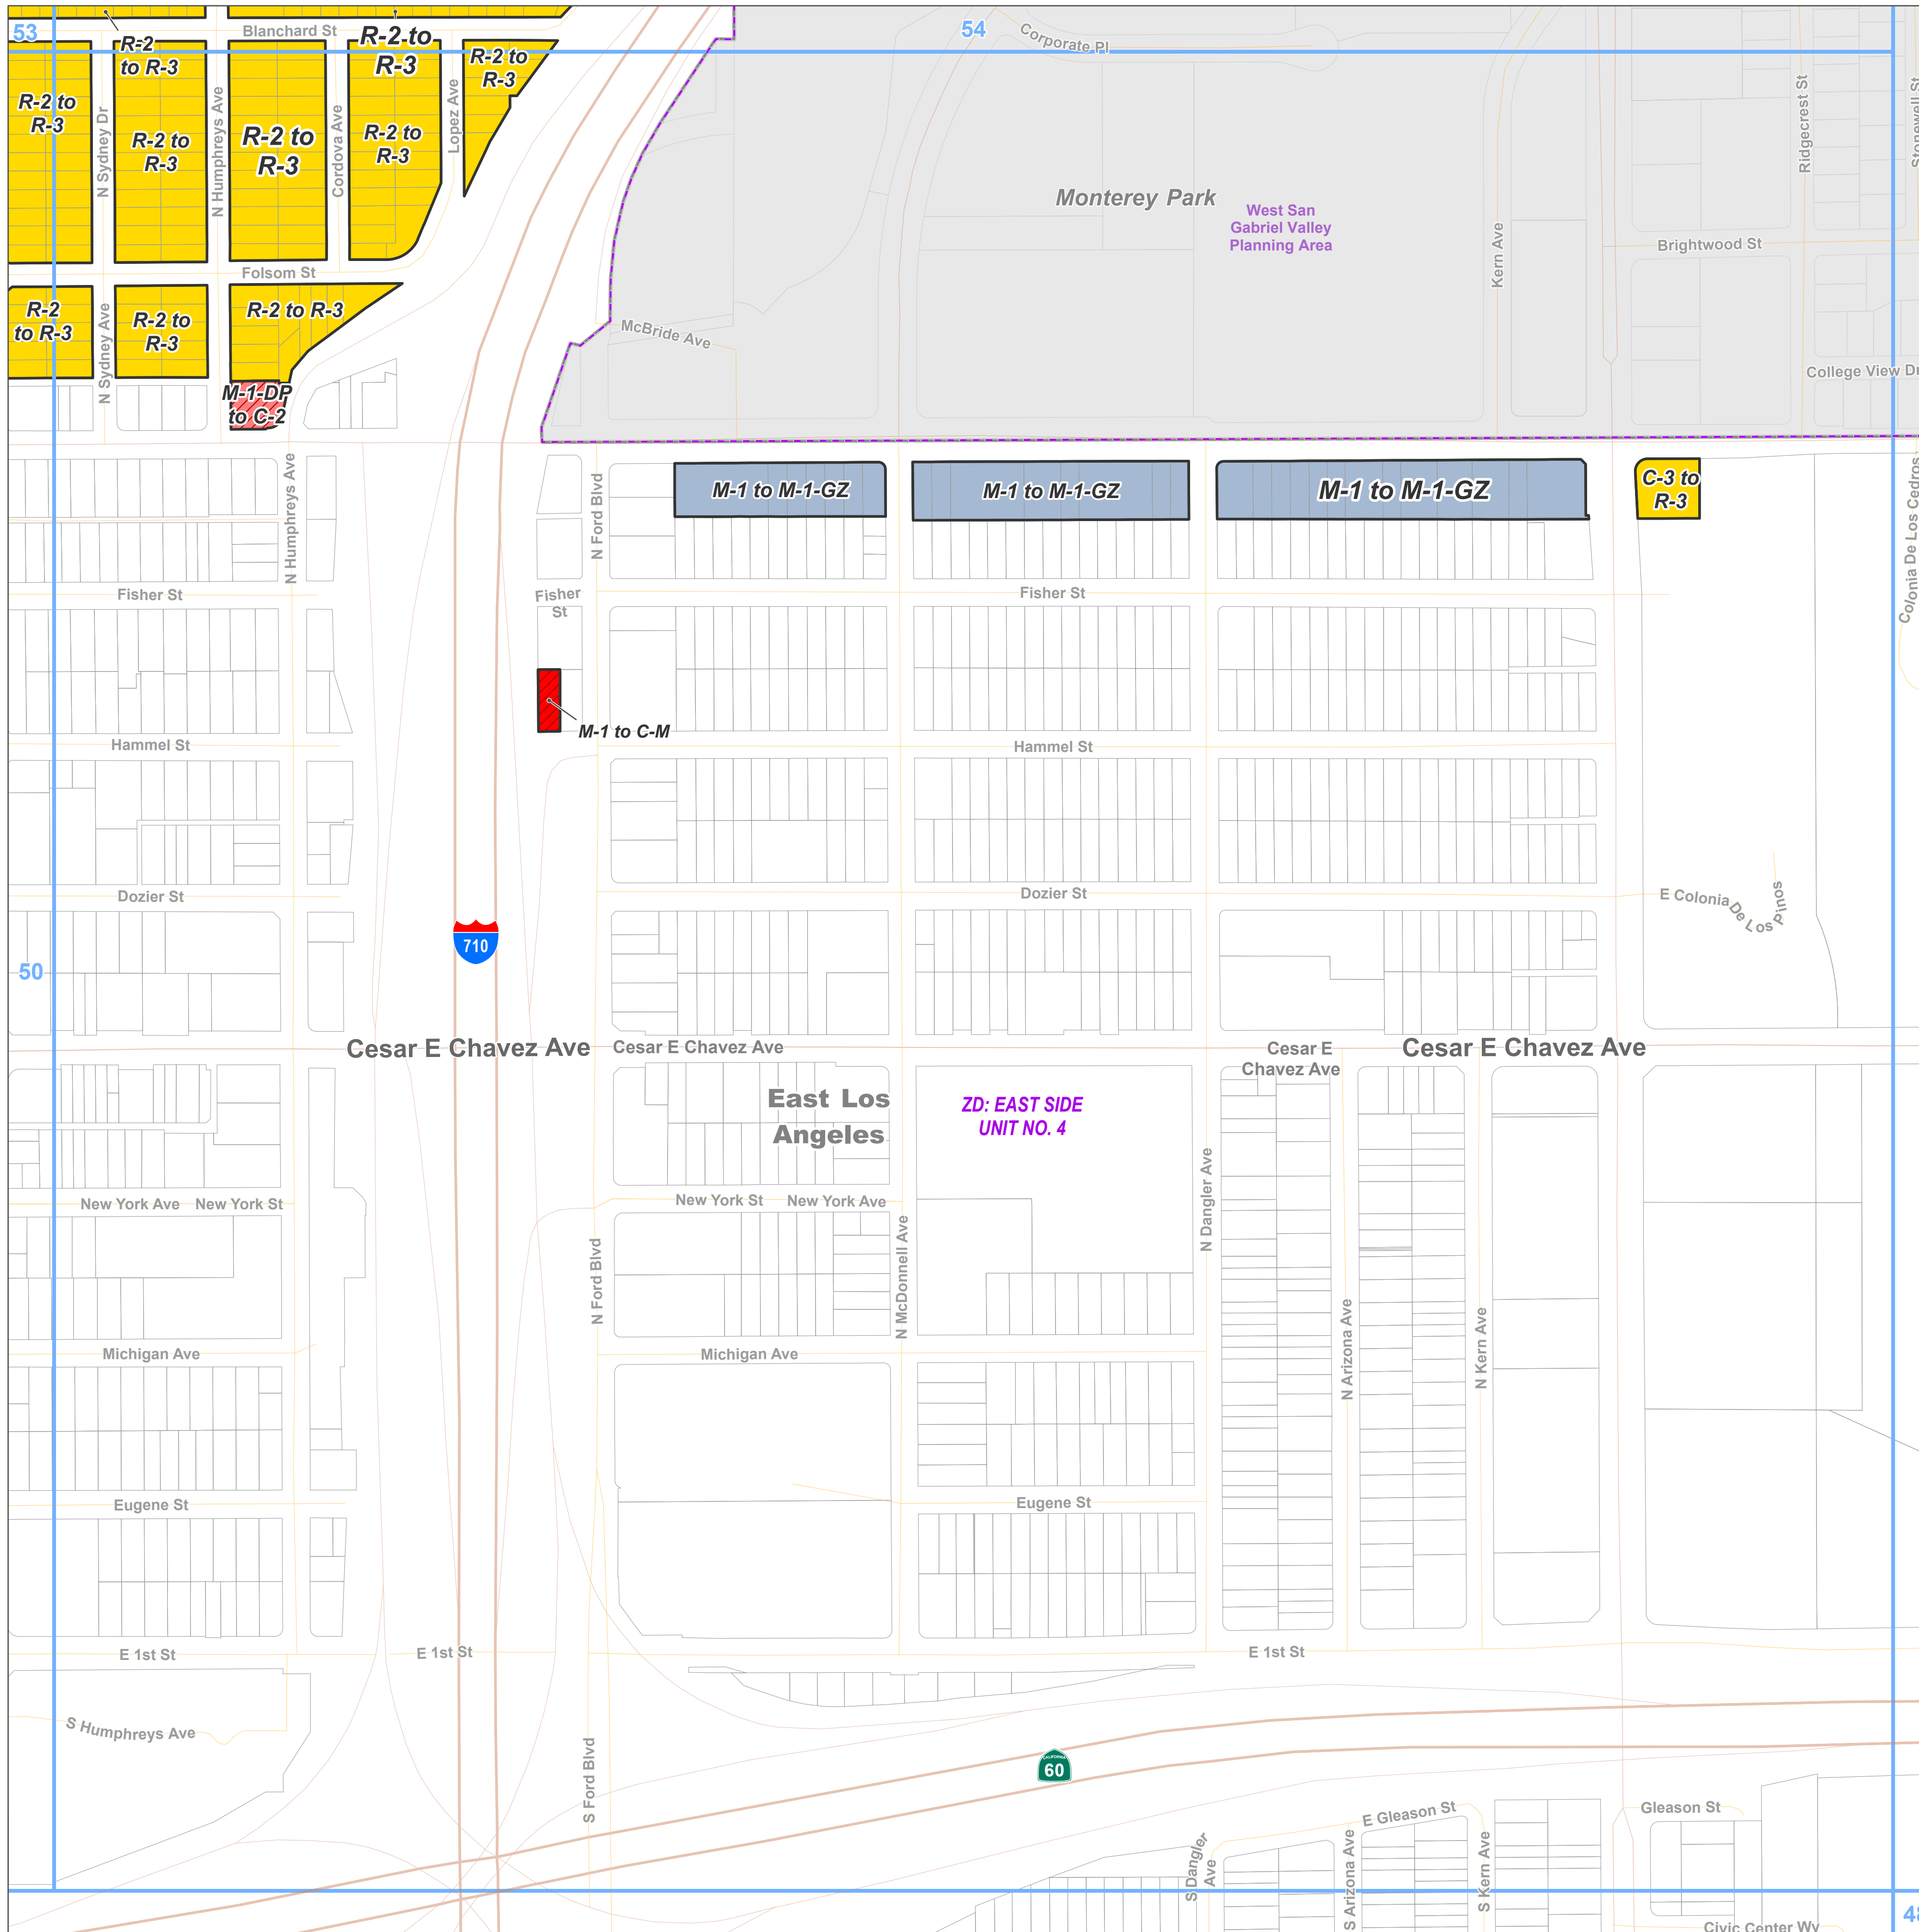 53
54
Blanchard St
Corporate Pl
R-2
to R-3
R-2 to
R-3
R-2 to
R-3
R-2 to
R-3
R-2 to
R-3
R-2 to
R-3
R-2 to
R-3
N Sydney Dr
N Humphreys Ave
Cordova Ave
Lopez Ave
Monterey Park
West San
Gabriel Valley
Planning Area
Kern Ave
Ridgecrest St
Stonewell St
Brightwood St
Folsom St
R-2
to R-3
R-2 to
R-3
R-2 to R-3
N Sydney Ave
McBride Ave
College View Dr
M-1-DP
to C-2
N Humphreys Ave
N Ford Blvd
M-1 to M-1-GZ
M-1 to M-1-GZ
M-1 to M-1-GZ
C-3 to
R-3
Colonia De Los Cedros
Fisher St
Fisher
St
Fisher St
M-1 to C-M
Hammel St
Hammel St
Dozier St
Dozier St
E Colonia De Los Pinos
710
50
Cesar E Chavez Ave
Cesar E Chavez Ave
Cesar E
Chavez Ave
Cesar E Chavez Ave
East Los
Angeles
ZD: EAST SIDE
UNIT NO. 4
New York Ave
New York St
New York St
New York Ave
N Ford Blvd
N McDonnell Ave
N Dangler Ave
N Arizona Ave
N Kern Ave
Michigan Ave
Michigan Ave
Eugene St
Eugene St
E 1st St
E 1st St
E 1st St
S Humphreys Ave
S Ford Blvd
CALIFORNIA
60
E Gleason St
Gleason St
S Dangler
Ave
S Arizona Ave
S Kern Ave
Civic Center Wy